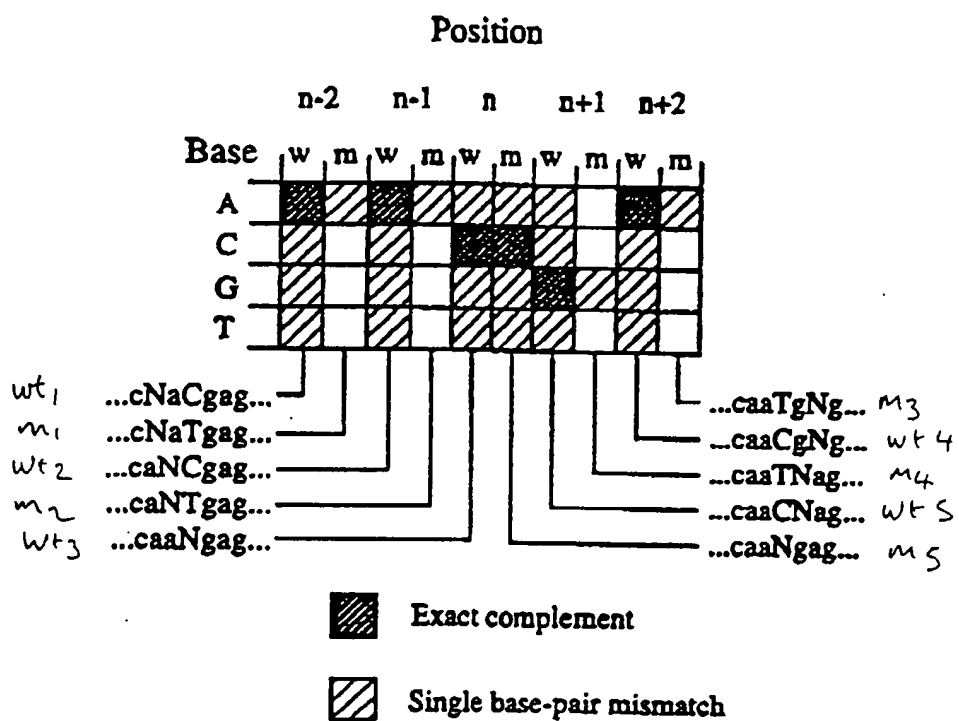 Position
n-2 n-1 n n+1 n+2
Base w m w m w m w m w m
A
C
G
T
wt1 ...cNaCgag...
m1 ...cNaTgag...
wt2 ...caNCgag...
m2 ...caNTgag...
wt3 ...caaNgag...
...caaTgNg... m3
...caaCgNg... wt4
...caaTNag... m4
...caaCNag... wt5
...caaNgag... m5
Exact complement
Single base-pair mismatch